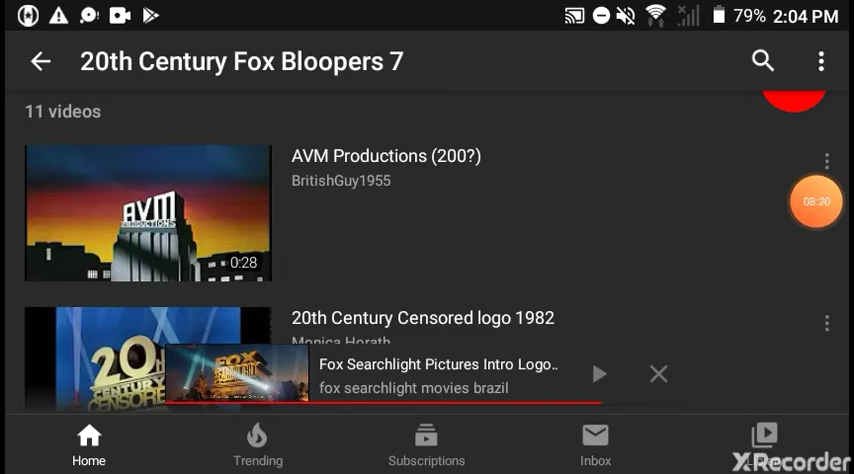 79% 2:04 PM
20th Century Fox Bloopers 7
11 videos
AVM Productions (200?)
BritishGuy1955
AVM
PRODUCTIONS
0:28
08:20
20th Century Censored logo 1982
Monica Horath
20th
CENTURY
CENSORED
FOX
SEARCHLIGHT
Fox Searchlight Pictures Intro Logo..
fox searchlight movies brazil
Home
Trending
Subscriptions
Inbox
XRecorder